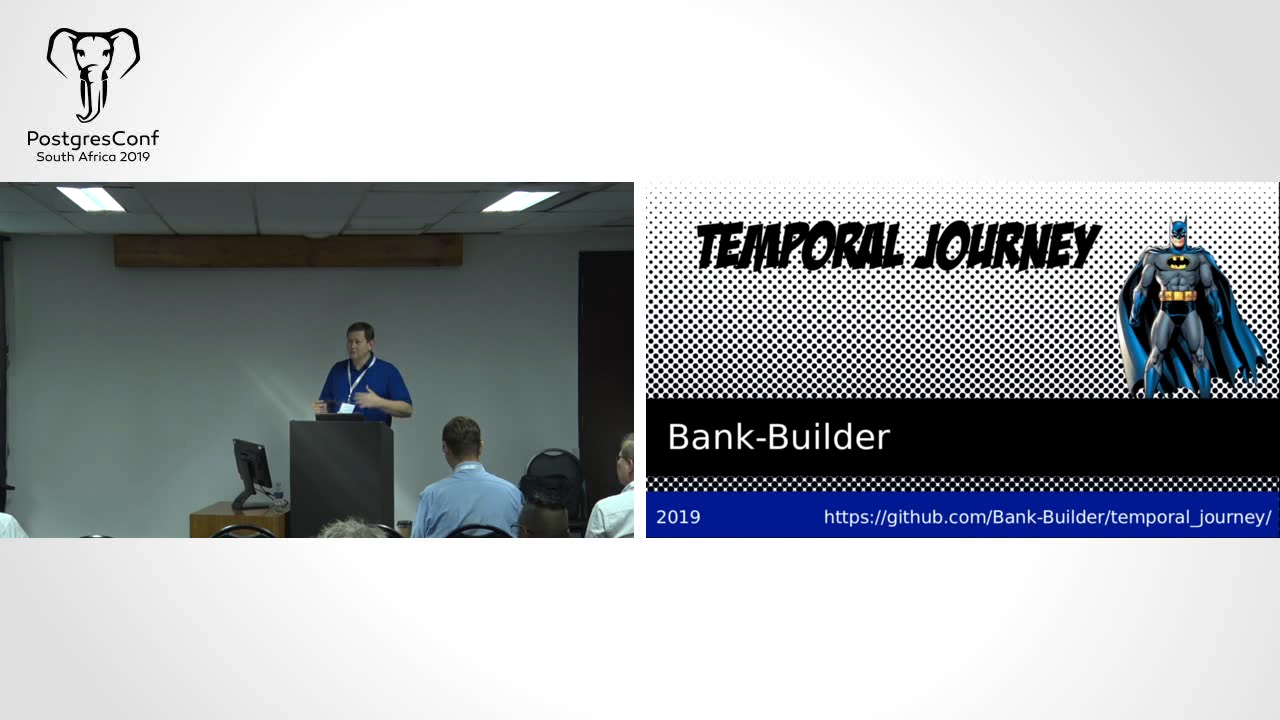 PostgresConf
South Africa 2019
TEMPORAL JOURNEY
Bank-Builder
2019
https://github.com/Bank-Builder/temporal_journey/